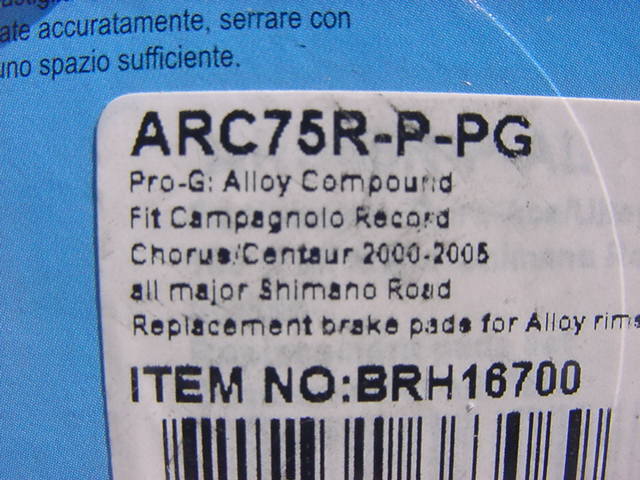 ate accuratamente, serrare con
uno spazio sufficiente.
ARC75R-P-PG
Pro-G: Alloy Compound
Fit Campagnolo Record
Chorus/Centaur 2000-2005
all major Shimano Road
Replacement brake pads for Alloy rims
ITEM NO:BRH16700